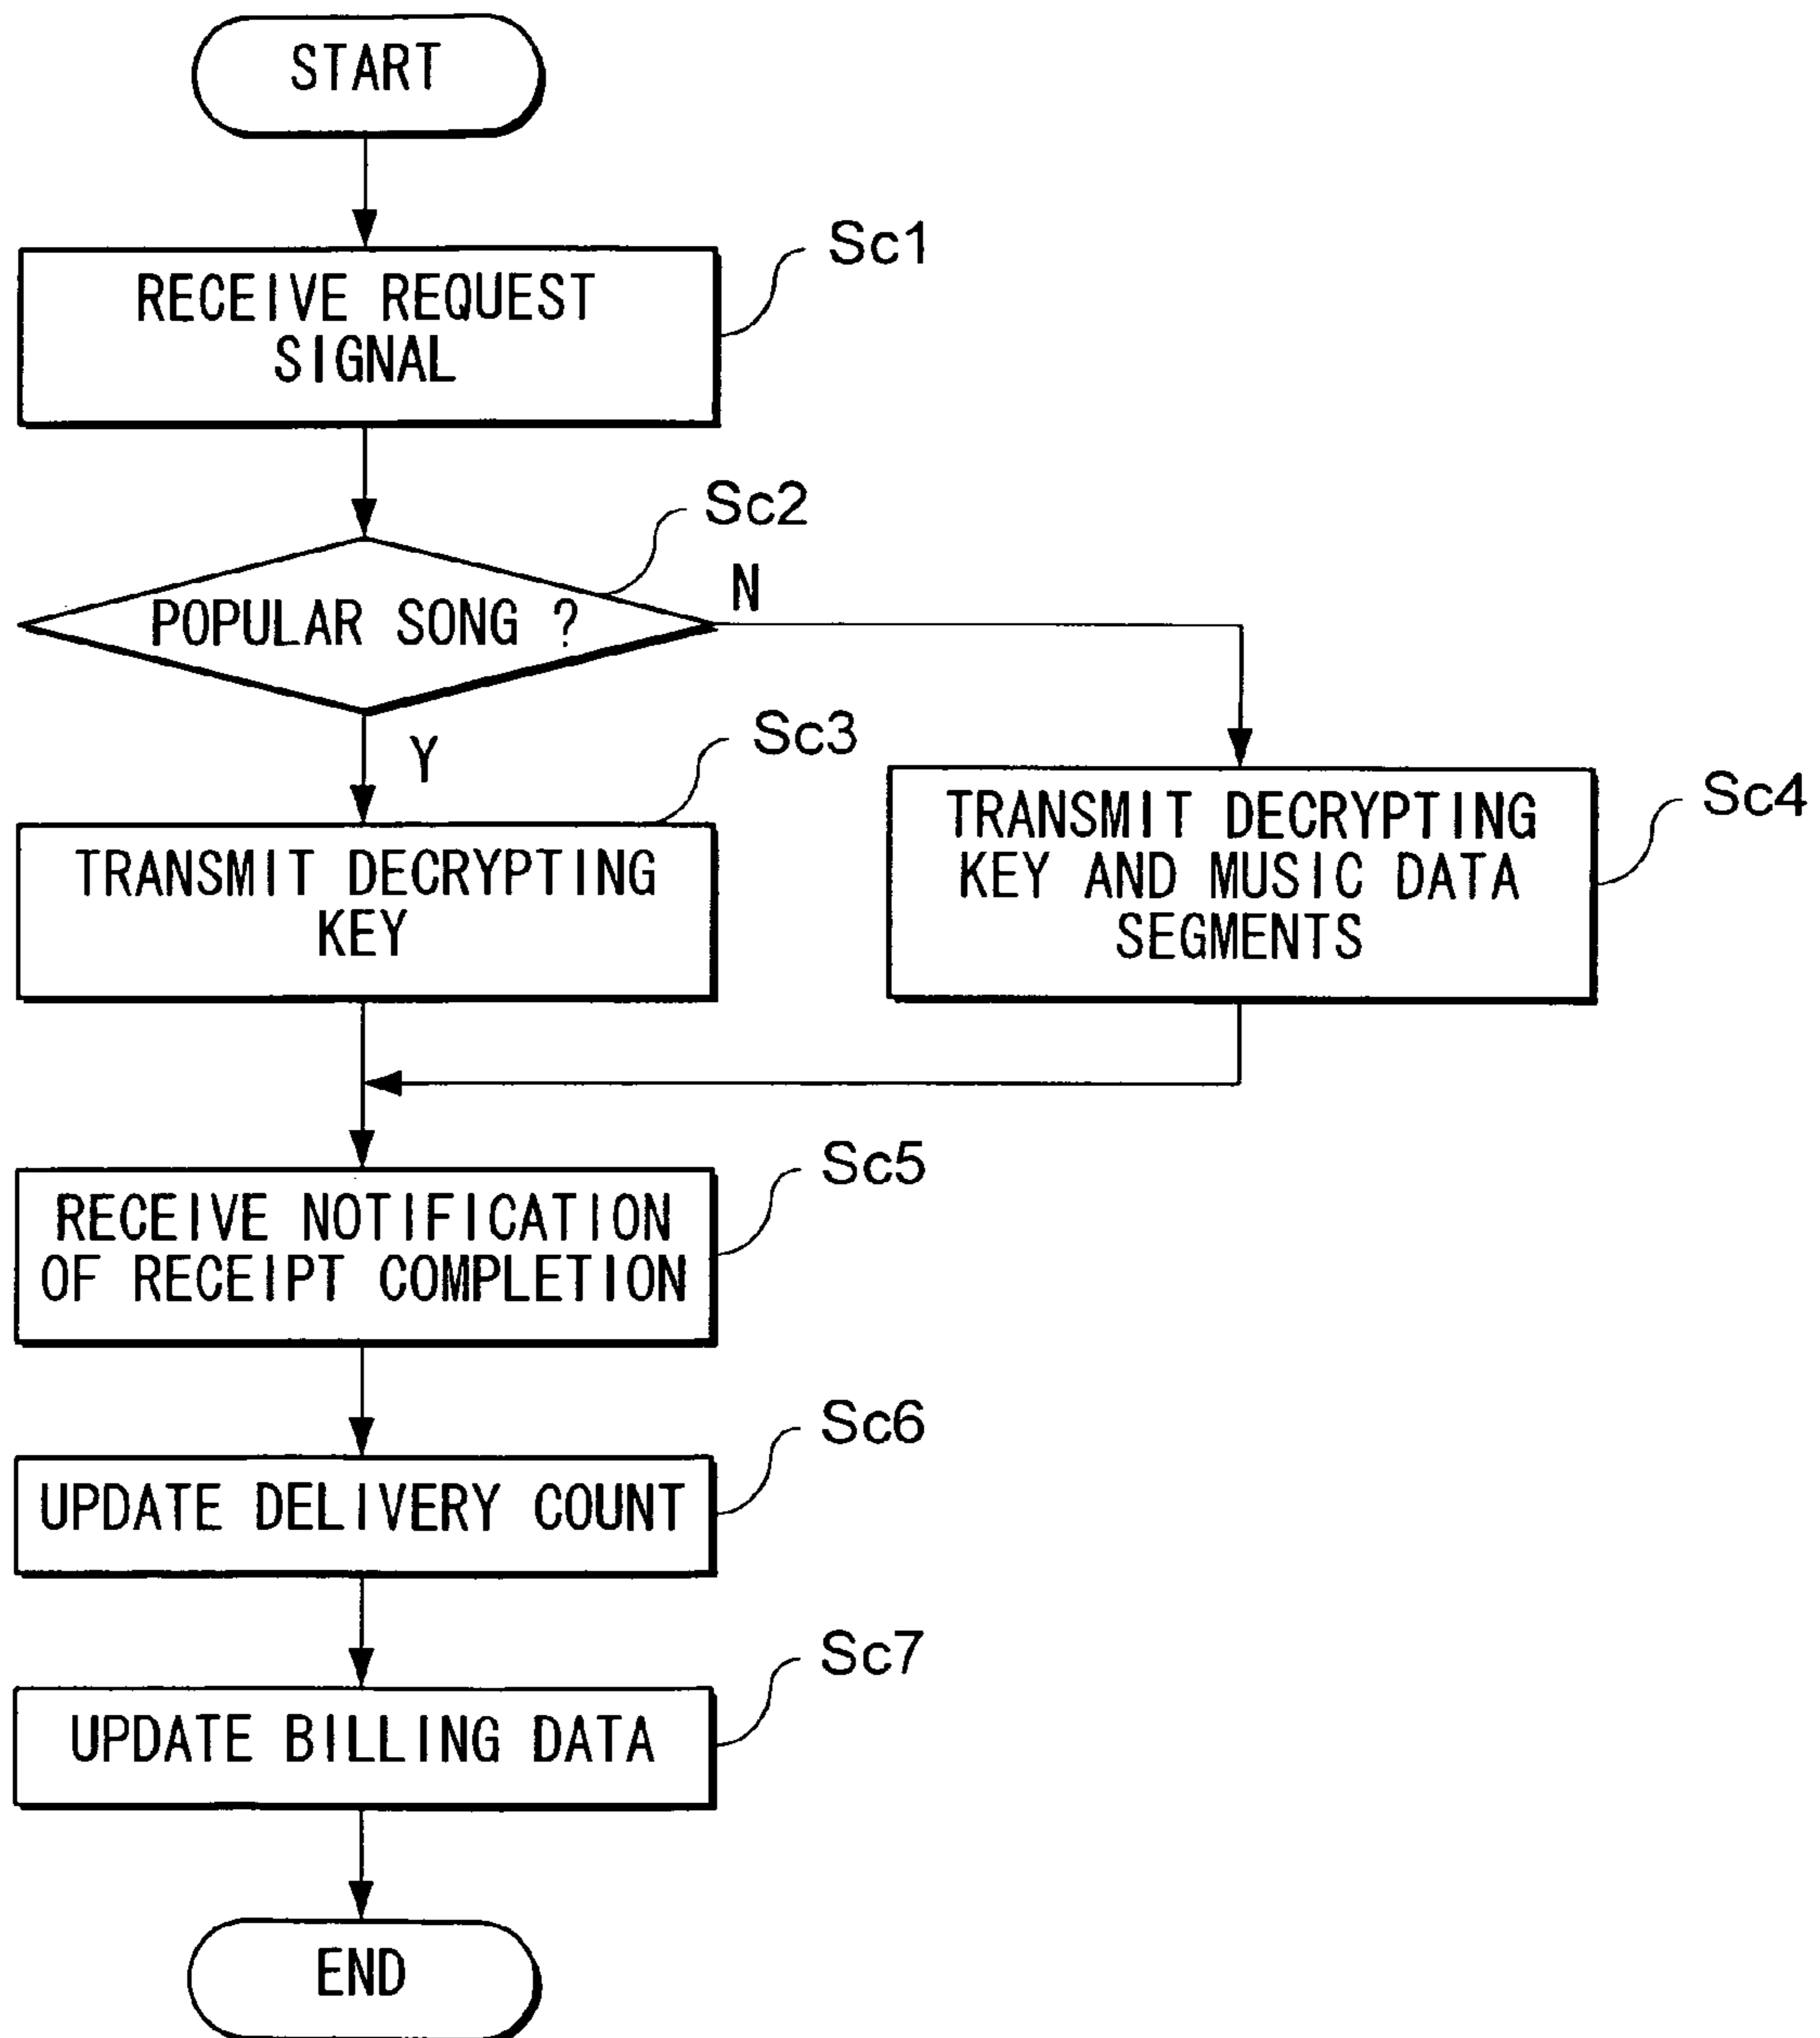 START
Sc1
RECEIVE REQUEST
SIGNAL
Sc2
N
POPULAR SONG ?
Y
Sc3
Sc4
TRANSMIT DECRYPTING
KEY
TRANSMIT DECRYPTING
KEY AND MUSIC DATA
SEGMENTS
Sc5
RECEIVE NOTIFICATION
OF RECEIPT COMPLETION
Sc6
UPDATE DELIVERY COUNT
Sc7
UPDATE BILLING DATA
END